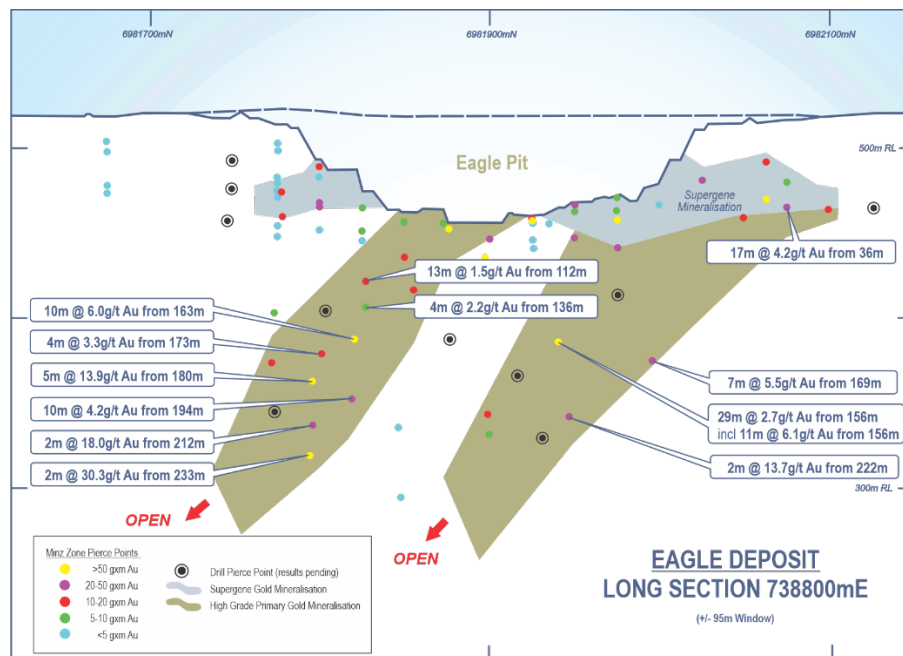 6981700mN
6981900mN
6982100mN
500m RL
Eagle Pit
Supergene
Mineralisation
17m @ 4.2g/t Au from 36m
13m @ 1.5g/t Au from 112m
10m @ 6.0g/t Au from 163m
4m @ 2.2g/t Au from 136m
4m @ 3.3g/t Au from 173m
5m @ 13.9g/t Au from 180m
7m @ 5.5g/t Au from 169m
10m @ 4.2g/t Au from 194m
29m @ 2.7g/t Au from 156m
incl 11m @ 6.1g/t Au from 156m
2m @ 18.0g/t Au from 212m
2m @ 13.7g/t Au from 222m
2m @ 30.3g/t Au from 233m
300m RL
OPEN
OPEN
Minz Zone Pierce Points
>50 gxm Au
20-50 gxm Au
10-20 gxm Au
5-10 gxm Au
<5 gxm Au
Drill Pierce Point (results pending)
Supergene Gold Mineralisation
High Grade Primary Gold Mineralisation
EAGLE DEPOSIT
LONG SECTION 738800mE
(+/- 95m Window)